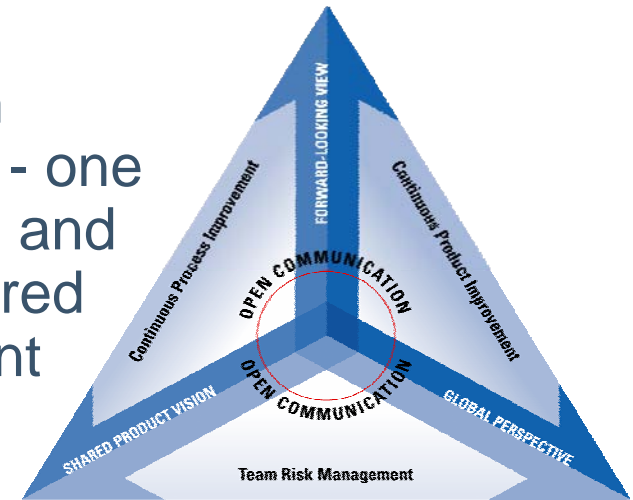 - one
and
red
nt
FORWARD-LOOKING VIEW
Continuous Process Improvement
Continuous Product Improvement
OPEN COMMUNICATION
OPEN COMMUNICATION
SHARED PRODUCT VISION
GLOBAL PERSPECTIVE
Team Risk Management